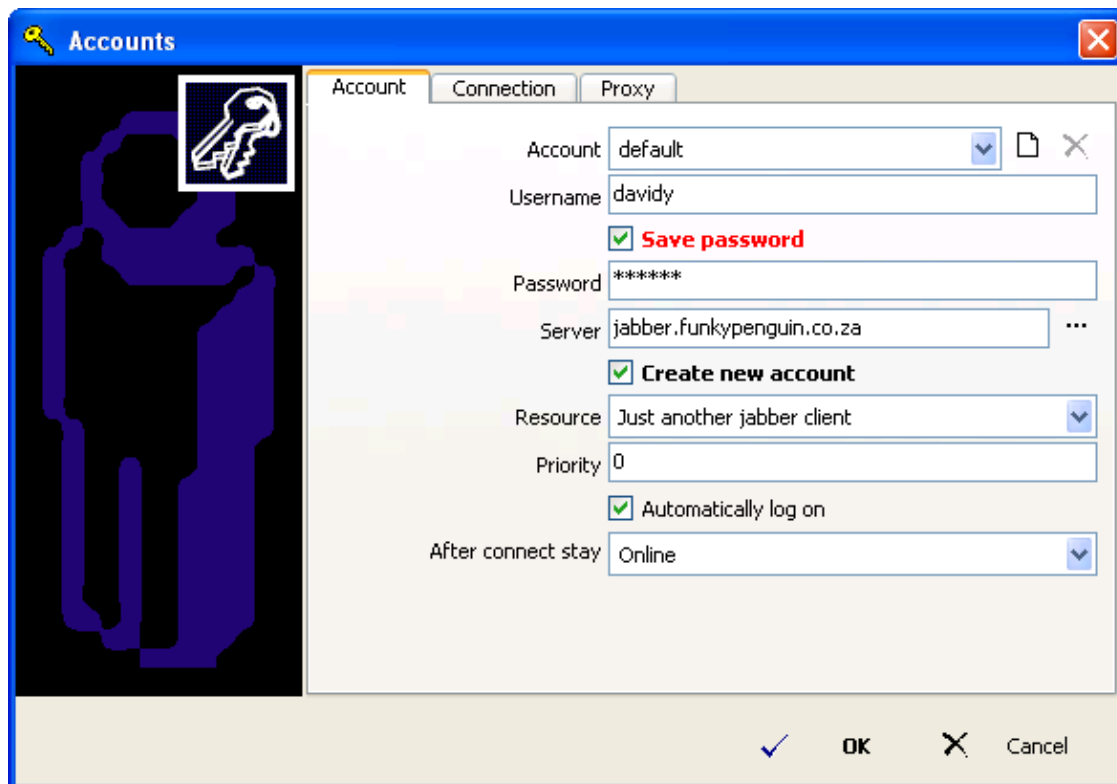 Accounts
Account Connection Proxy
Account default
Username davidy
Save password
Password ******
Server jabber.funkypenguin.co.za ...
Create new account
Resource Just another jabber client
Priority 0
Automatically log on
After connect stay Online
OK Cancel